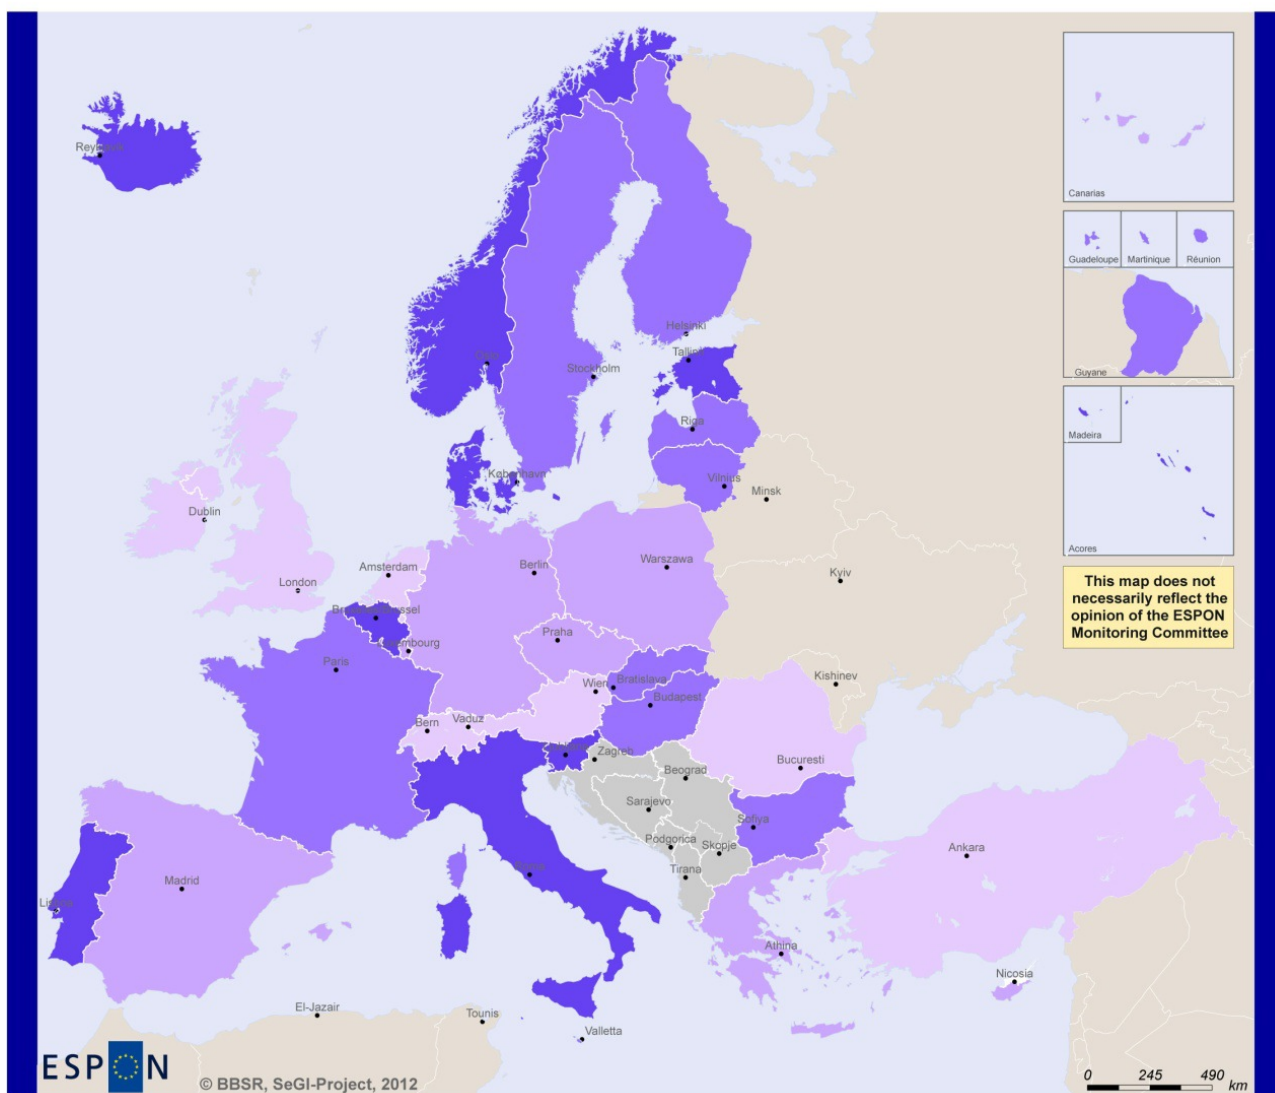 Reykjavik
Canarias
Guadeloupe
Martinique
Réunion
Guyane
Helsinki
Tallinn
Oslo
Stockholm
Riga
Madeira
København
Vilnius
Minsk
Dublin
Acores
Amsterdam
Berlin
Warszawa
London
Kyiv
This map does not
necessarily reflect the
opinion of the ESPON
Monitoring Committee
Praha
Paris
Kishinev
Wien
Bratislava
Budapest
Bern
Vaduz
Zagreb
Bucuresti
Beograd
Sarajevo
Sofiya
Podgorica
Skopje
Ankara
Tirana
Roma
Madrid
Lisboa
Athina
Nicosia
El-Jazair
Tounis
Valletta
ESPON
© BBSR, SeGI-Project, 2012
0 245 490
km